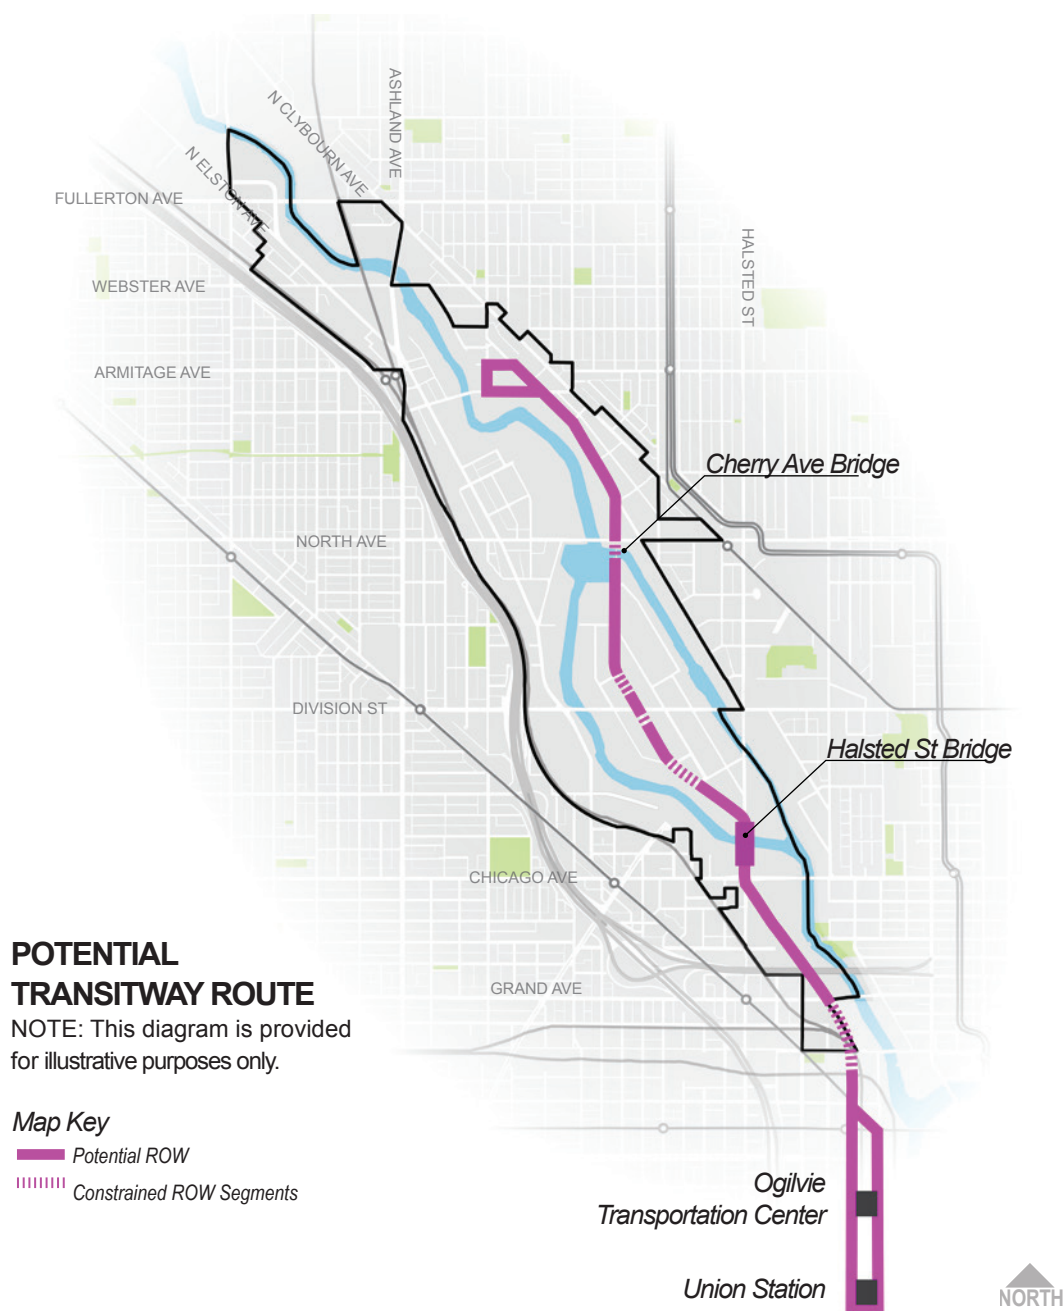 N CLYBOURN AVE
ASHLAND AVE
N ELSTON AVE
FULLERTON AVE
HALSTED ST
WEBSTER AVE
ARMITAGE AVE
Cherry Ave Bridge
NORTH AVE
DIVISION ST
Halsted St Bridge
CHICAGO AVE
GRAND AVE
POTENTIAL
TRANSITWAY ROUTE
NOTE: This diagram is provided
for illustrative purposes only.
Map Key
Potential ROW
Constrained ROW Segments
Ogilvie
Transportation Center
Union Station
NORTH